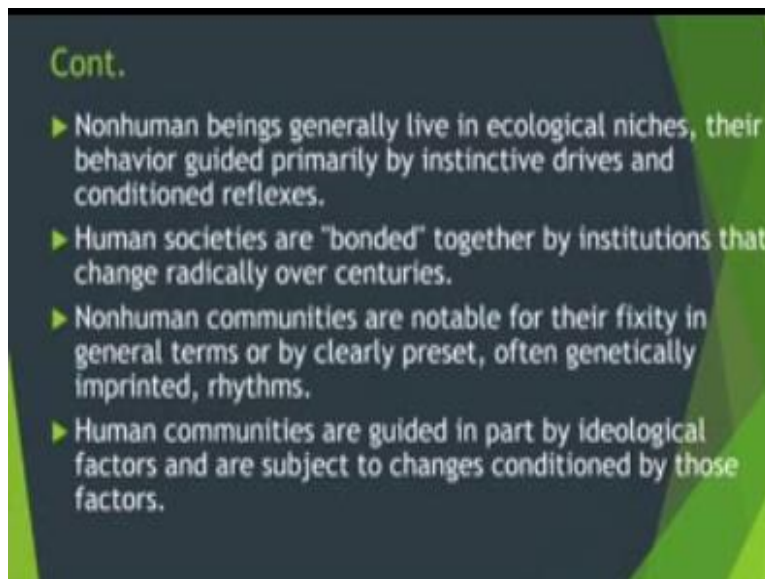 Cont.
Nonhuman beings generally live in ecological niches, their
behavior guided primarily by instinctive drives and
conditioned reflexes.
Human societies are "bonded" together by institutions that
change radically over centuries.
Nonhuman communities are notable for their fixity in
general terms or by clearly preset, often genetically
imprinted, rhythms.
Human communities are guided in part by ideological
factors and are subject to changes conditioned by those
factors.